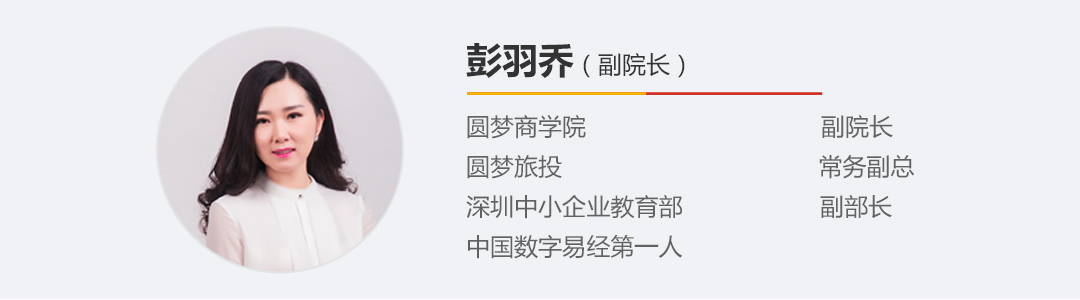 彭羽乔（副院长）
圆梦商学院 副院长
圆梦旅投 常务副总
深圳中小企业教育部 副部长
中国数字易经第一人